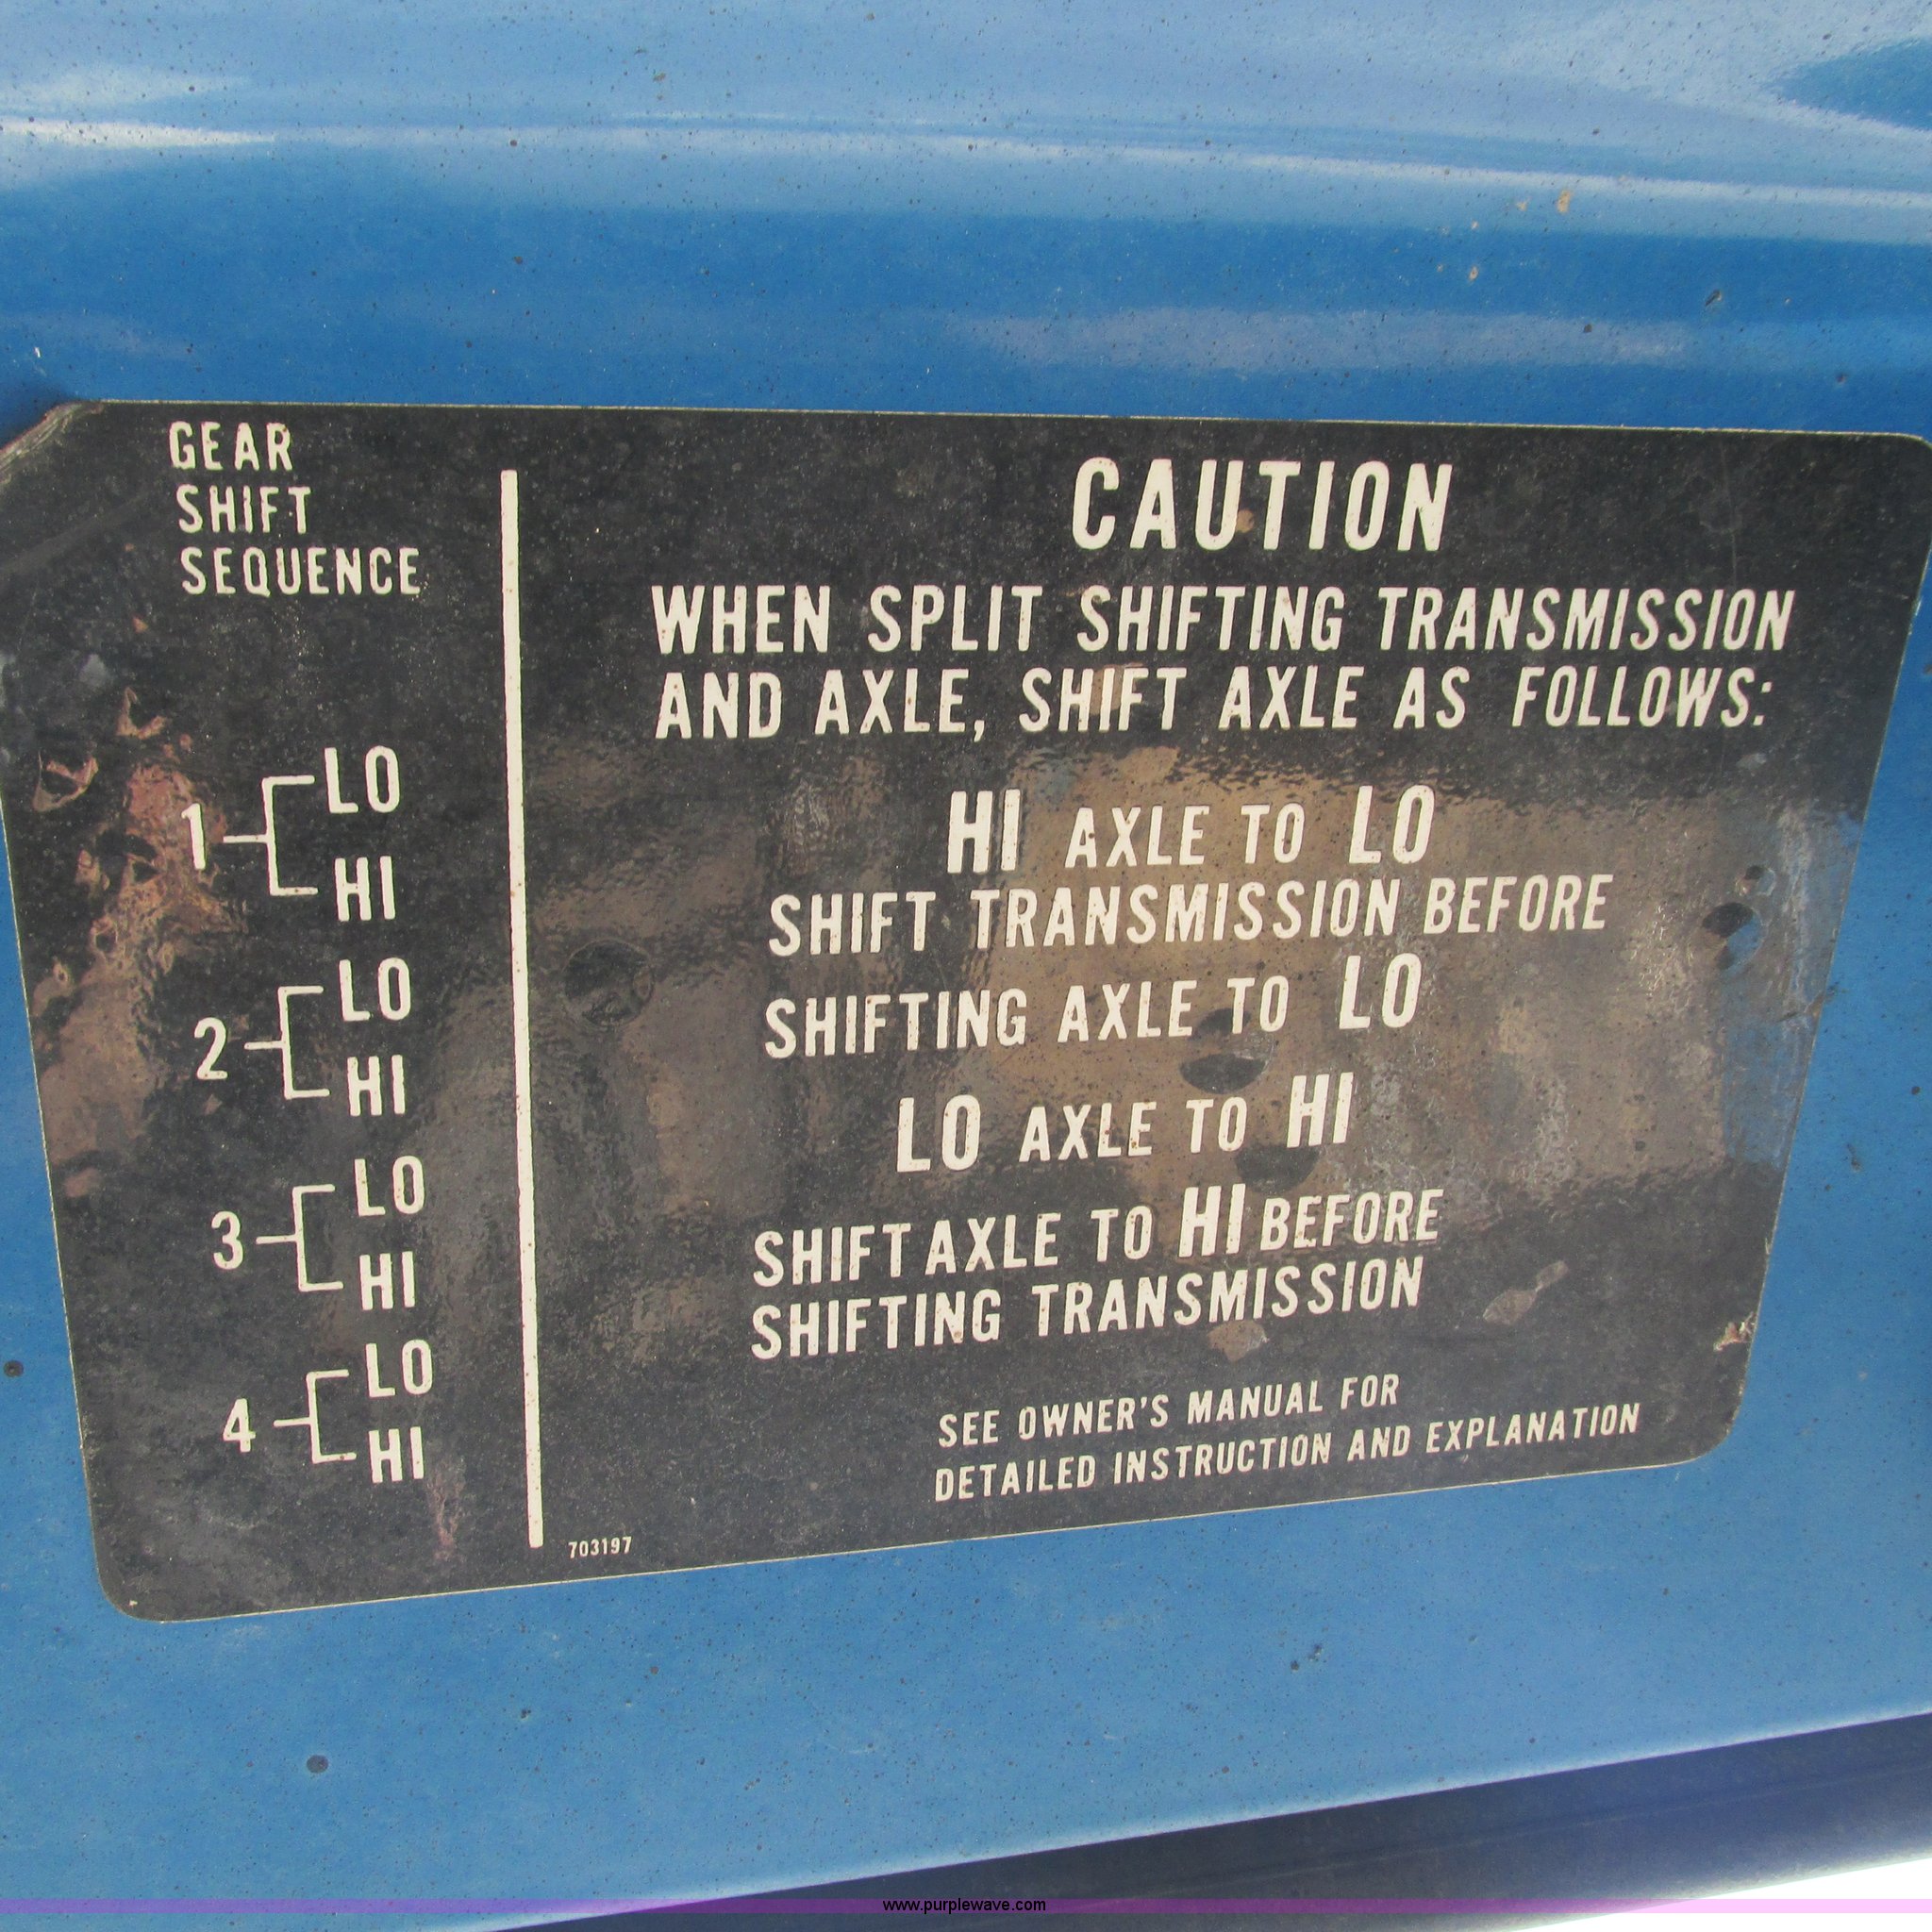 GEAR
SHIFT
SEQUENCE
1
LO
HI
2
LO
HI
3
LO
HI
4
LO
HI
CAUTION
WHEN SPLIT SHIFTING TRANSMISSION
AND AXLE, SHIFT AXLE AS FOLLOWS:
HI AXLE TO LO
SHIFT TRANSMISSION BEFORE
SHIFTING AXLE TO LO
LO AXLE TO HI
SHIFT AXLE TO HI BEFORE
SHIFTING TRANSMISSION
SEE OWNER'S MANUAL FOR
DETAILED INSTRUCTION AND EXPLANATION
703197
www.purplewave.com